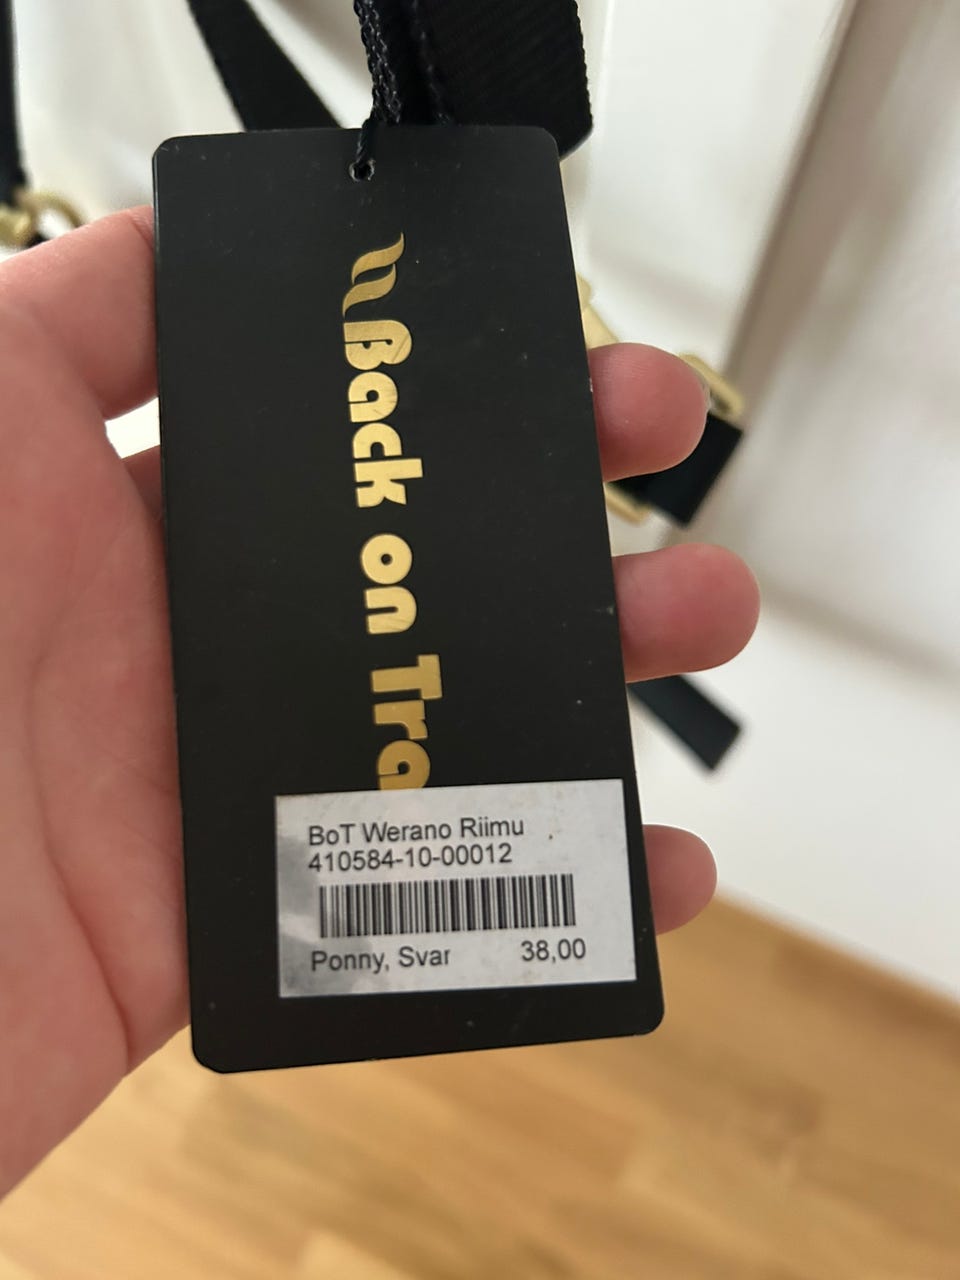 Back on Tra
BoT Werano Riimu
410584-10-00012
Ponny, Svar 38,00